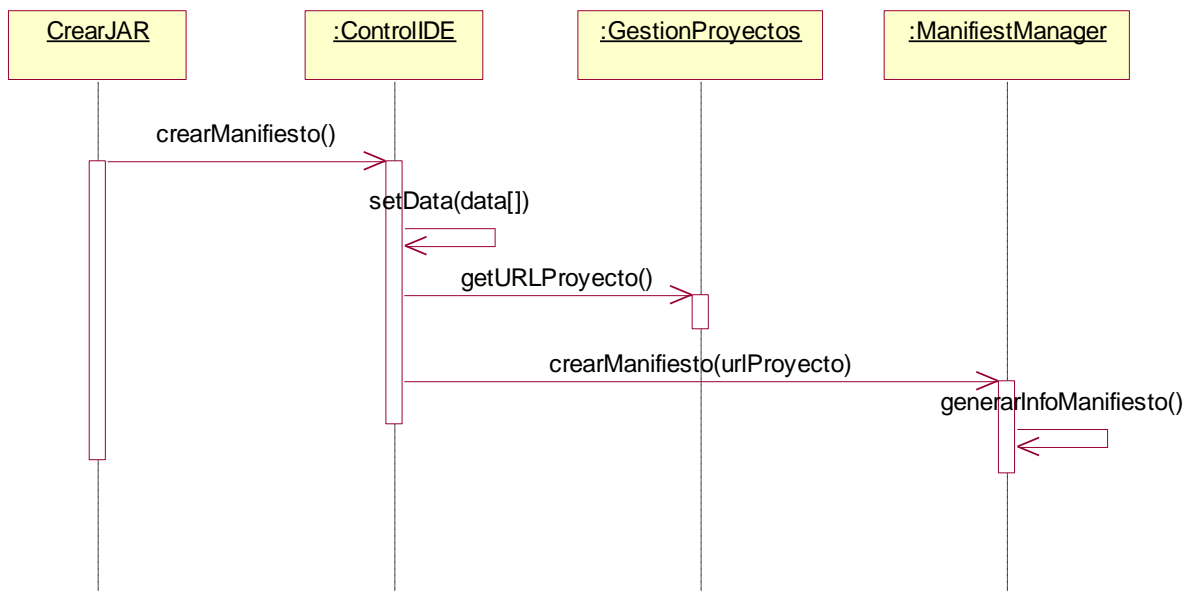 CrearJAR
:ControlIDE
:GestionProyectos
:ManifiestManager
crearManifiesto()
setData(data[])
getURLProyecto()
crearManifiesto(urlProyecto)
generarInfoManifiesto()